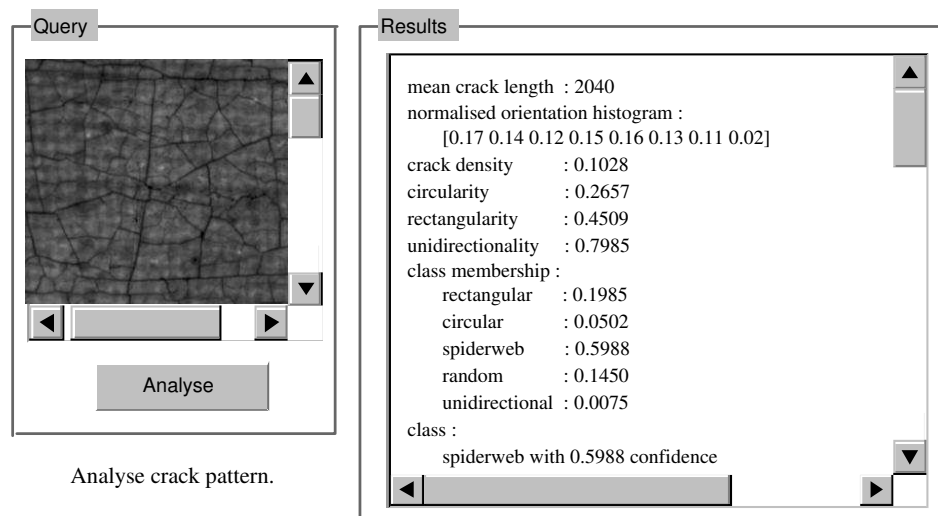 Query
Analyse
Analyse crack pattern.
Results
mean crack length : 2040
normalised orientation histogram :
[0.17 0.14 0.12 0.15 0.16 0.13 0.11 0.02]
crack density : 0.1028
circularity : 0.2657
rectangularity : 0.4509
unidirectionality : 0.7985
class membership :
rectangular : 0.1985
circular : 0.0502
spiderweb : 0.5988
random : 0.1450
unidirectional : 0.0075
class :
spiderweb with 0.5988 confidence